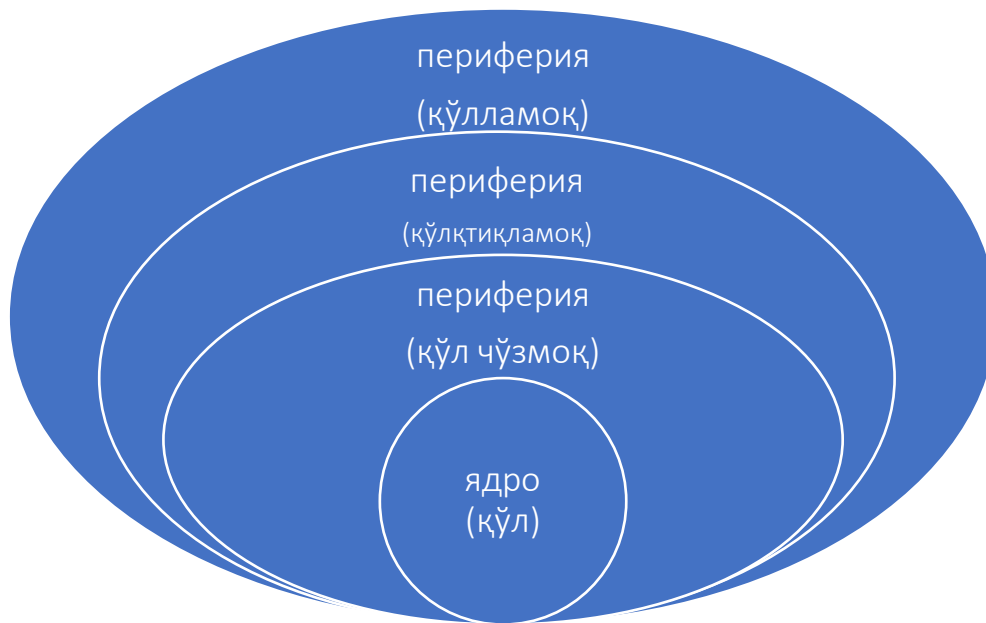 периферия
(қўлламоқ)
периферия
(қўлқтиқламоқ)
периферия
(қўл чўзмоқ)
ядро
(қўл)